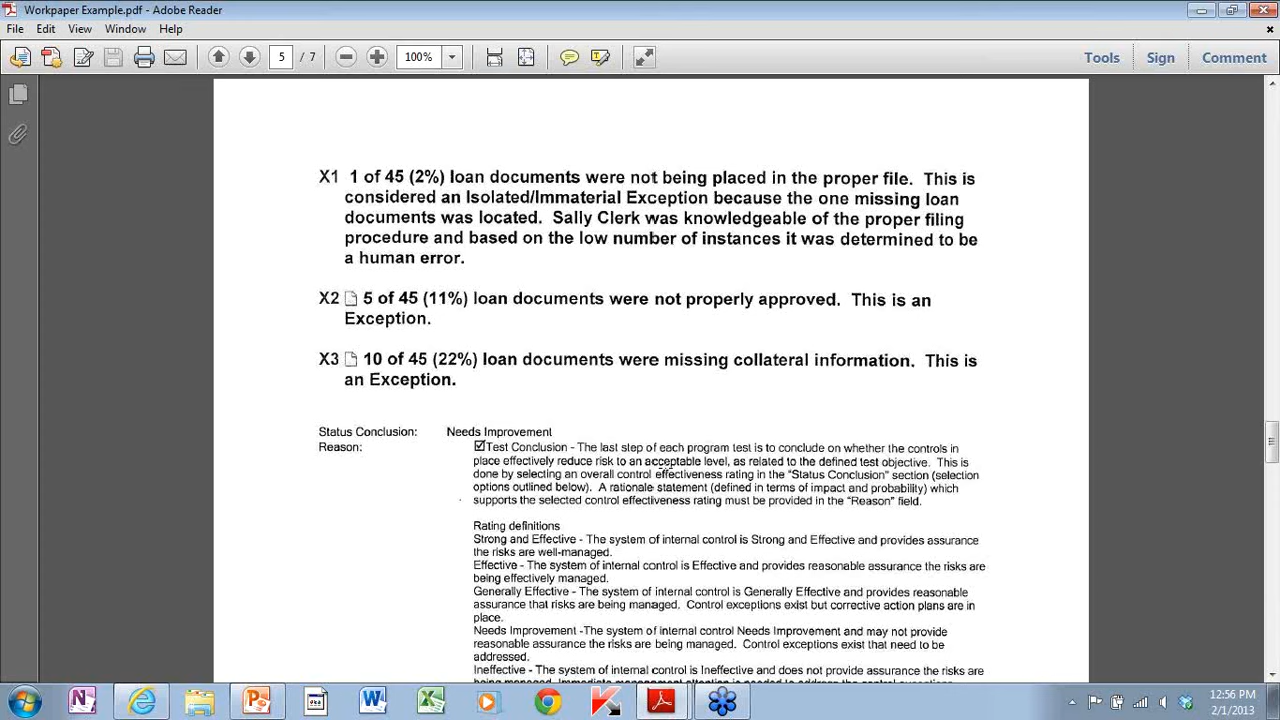 Workpaper Example.pdf - Adobe Reader
File Edit View Window Help
5 / 7 100% Tools Sign Comment
X1 1 of 45 (2%) loan documents were not being placed in the proper file. This is
considered an Isolated/Immaterial Exception because the one missing loan
documents was located. Sally Clerk was knowledgeable of the proper filing
procedure and based on the low number of instances it was determined to be
a human error.
X2 5 of 45 (11%) loan documents were not properly approved. This is an
Exception.
X3 10 of 45 (22%) loan documents were missing collateral information. This is
an Exception.
Status Conclusion: Needs Improvement
Reason:
Test Conclusion - The last step of each program test is to conclude on whether the controls in
place effectively reduce risk to an acceptable level, as related to the defined test objective. This is
done by selecting an overall control effectiveness rating in the "Status Conclusion" section (selection
options outlined below). A rationale statement (defined in terms of impact and probability) which
supports the selected control effectiveness rating must be provided in the "Reason" field.
Rating definitions
Strong and Effective - The system of internal control is Strong and Effective and provides assurance
the risks are well-managed.
Effective - The system of internal control is Effective and provides reasonable assurance the risks are
being effectively managed.
Generally Effective - The system of internal control is Generally Effective and provides reasonable
assurance that risks are being managed. Control exceptions exist but corrective action plans are in
place.
Needs Improvement -The system of internal control Needs Improvement and may not provide
reasonable assurance the risks are being managed. Control exceptions exist that need to be
addressed.
Ineffective - The system of internal control is Ineffective and does not provide assurance the risks are
12:56 PM
2/1/2013